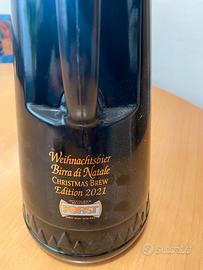 Weihnachtsbier
Birra di Natale
CHRISTMAS BREW
Edition 2021
FORST